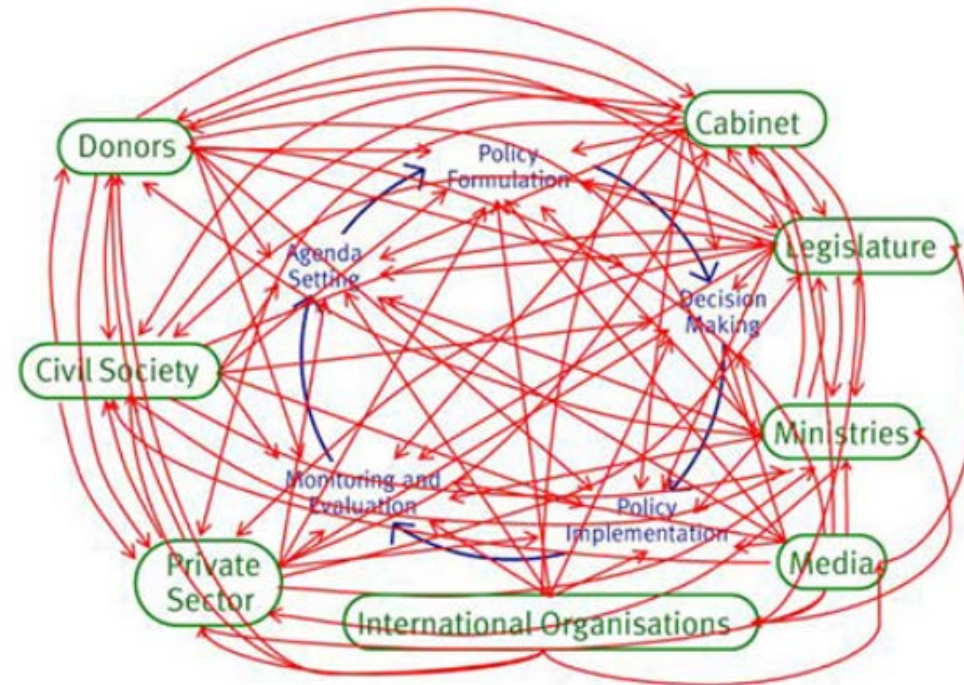 Donors
Cabinet
Policy
Formulation
Agenda
Setting
Legislature
Decision
Making
Civil Society
Ministries
Monitoring and
Evaluation
Policy
Implementation
Private
Sector
Media
International Organisations